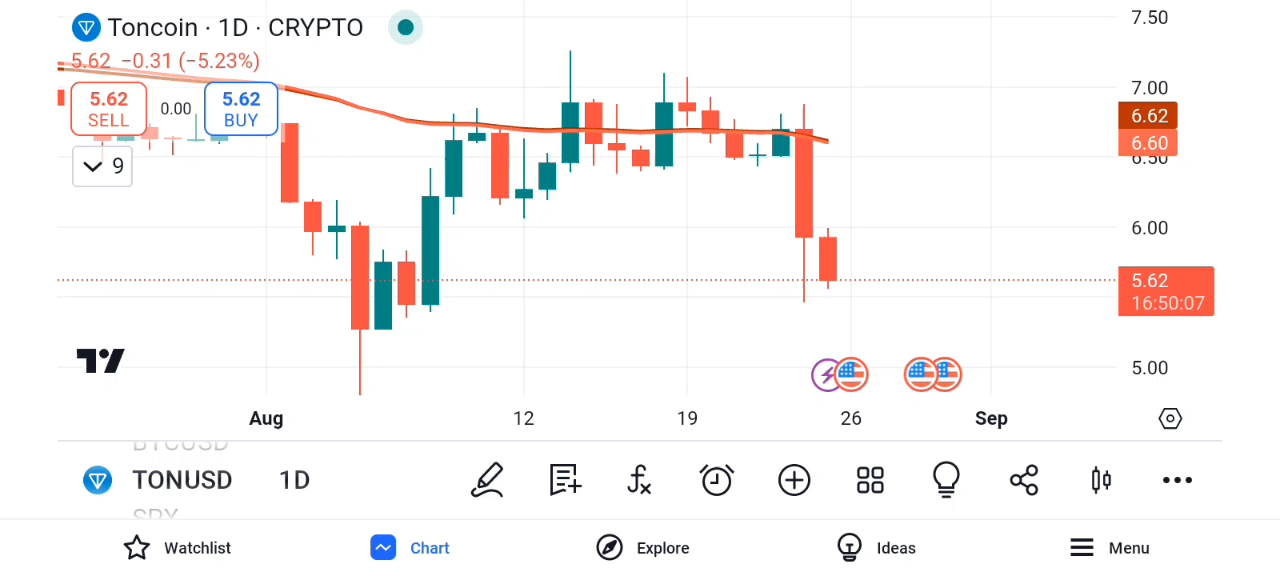 Toncoin · 1D · CRYPTO
5.62 −0.31 (−5.23%)
5.62
SELL
0.00
5.62
BUY
9
7.50
7.00
6.62
6.60
6.50
6.00
5.62
16:50:07
5.00
Aug 12 19 26 Sep
BTCUSD
TONUSD 1D
SPX
Watchlist Chart Explore Ideas Menu